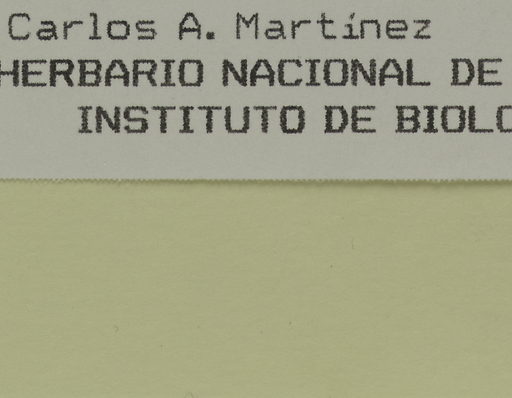 Carlos A. Martínez
HERBARIO NACIONAL DE
INSTITUTO DE BIOLO